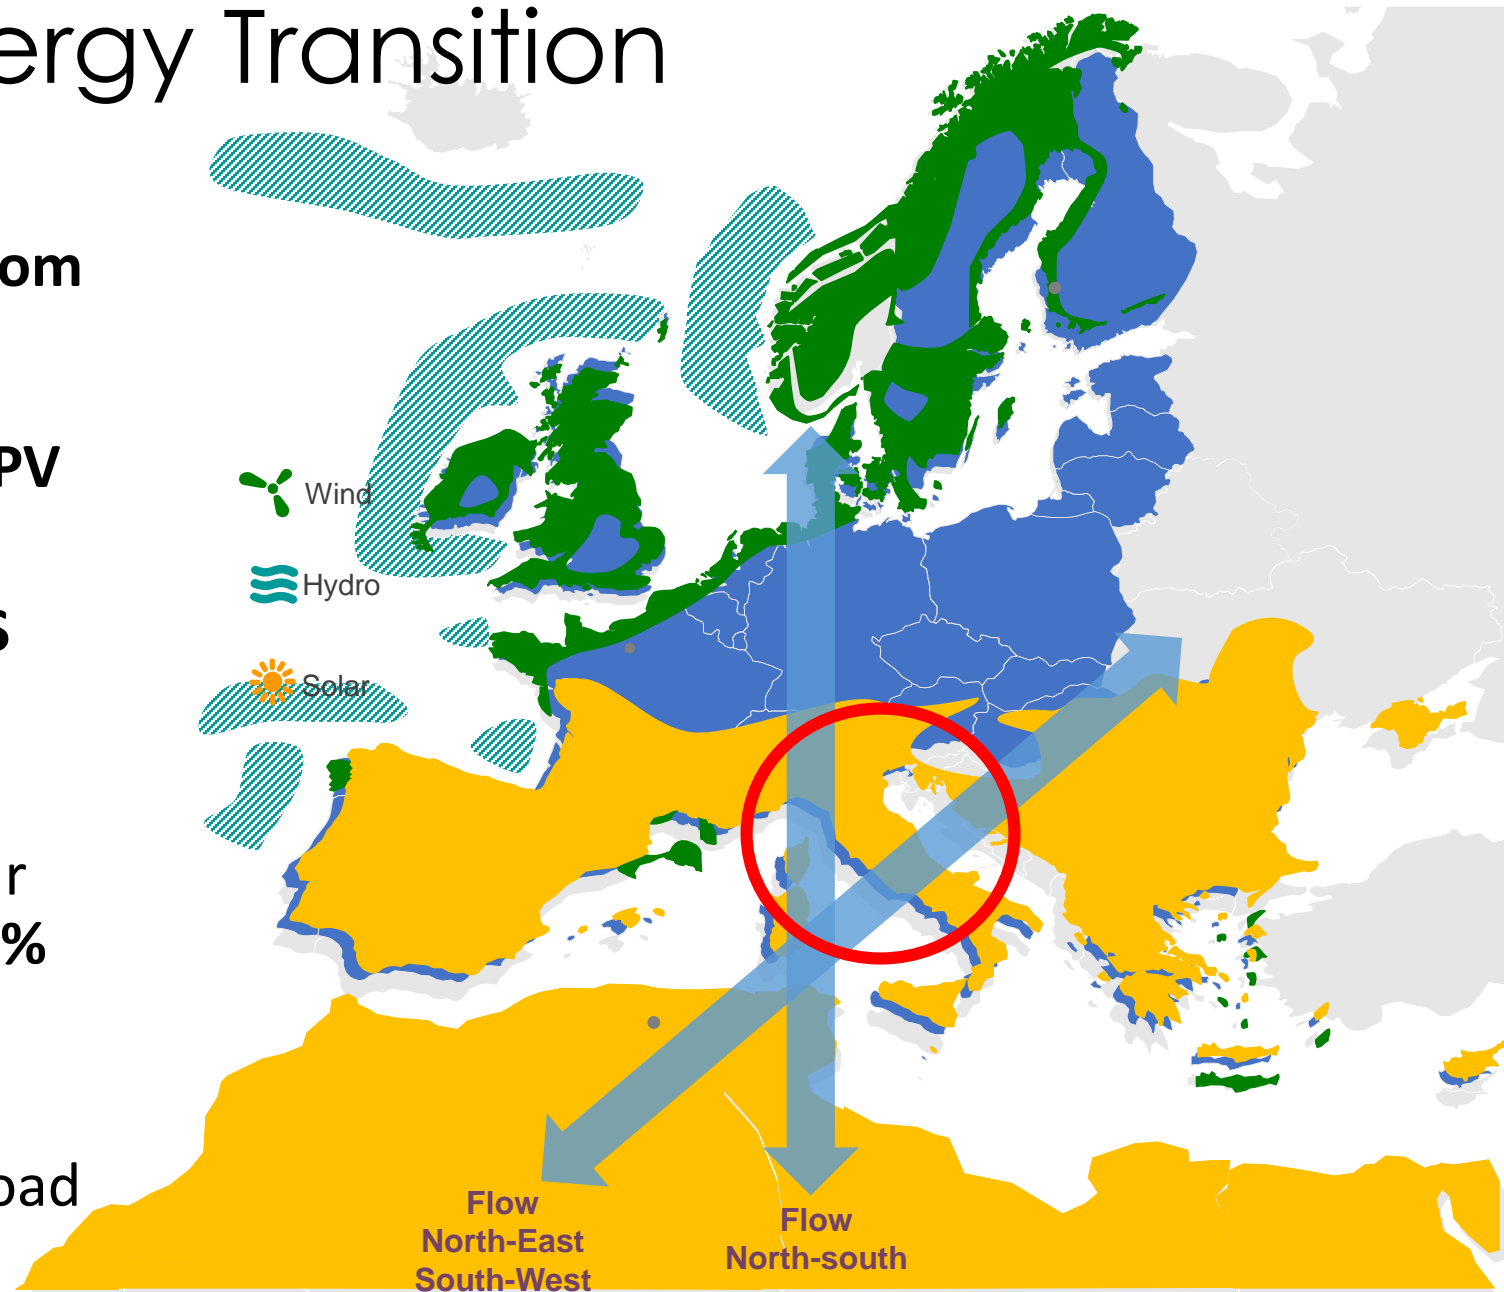 ergy Transition
om
PV
Wind
Hydro
s
Solar
r
%
oad
Flow
North-East
South-West
Flow
North-south